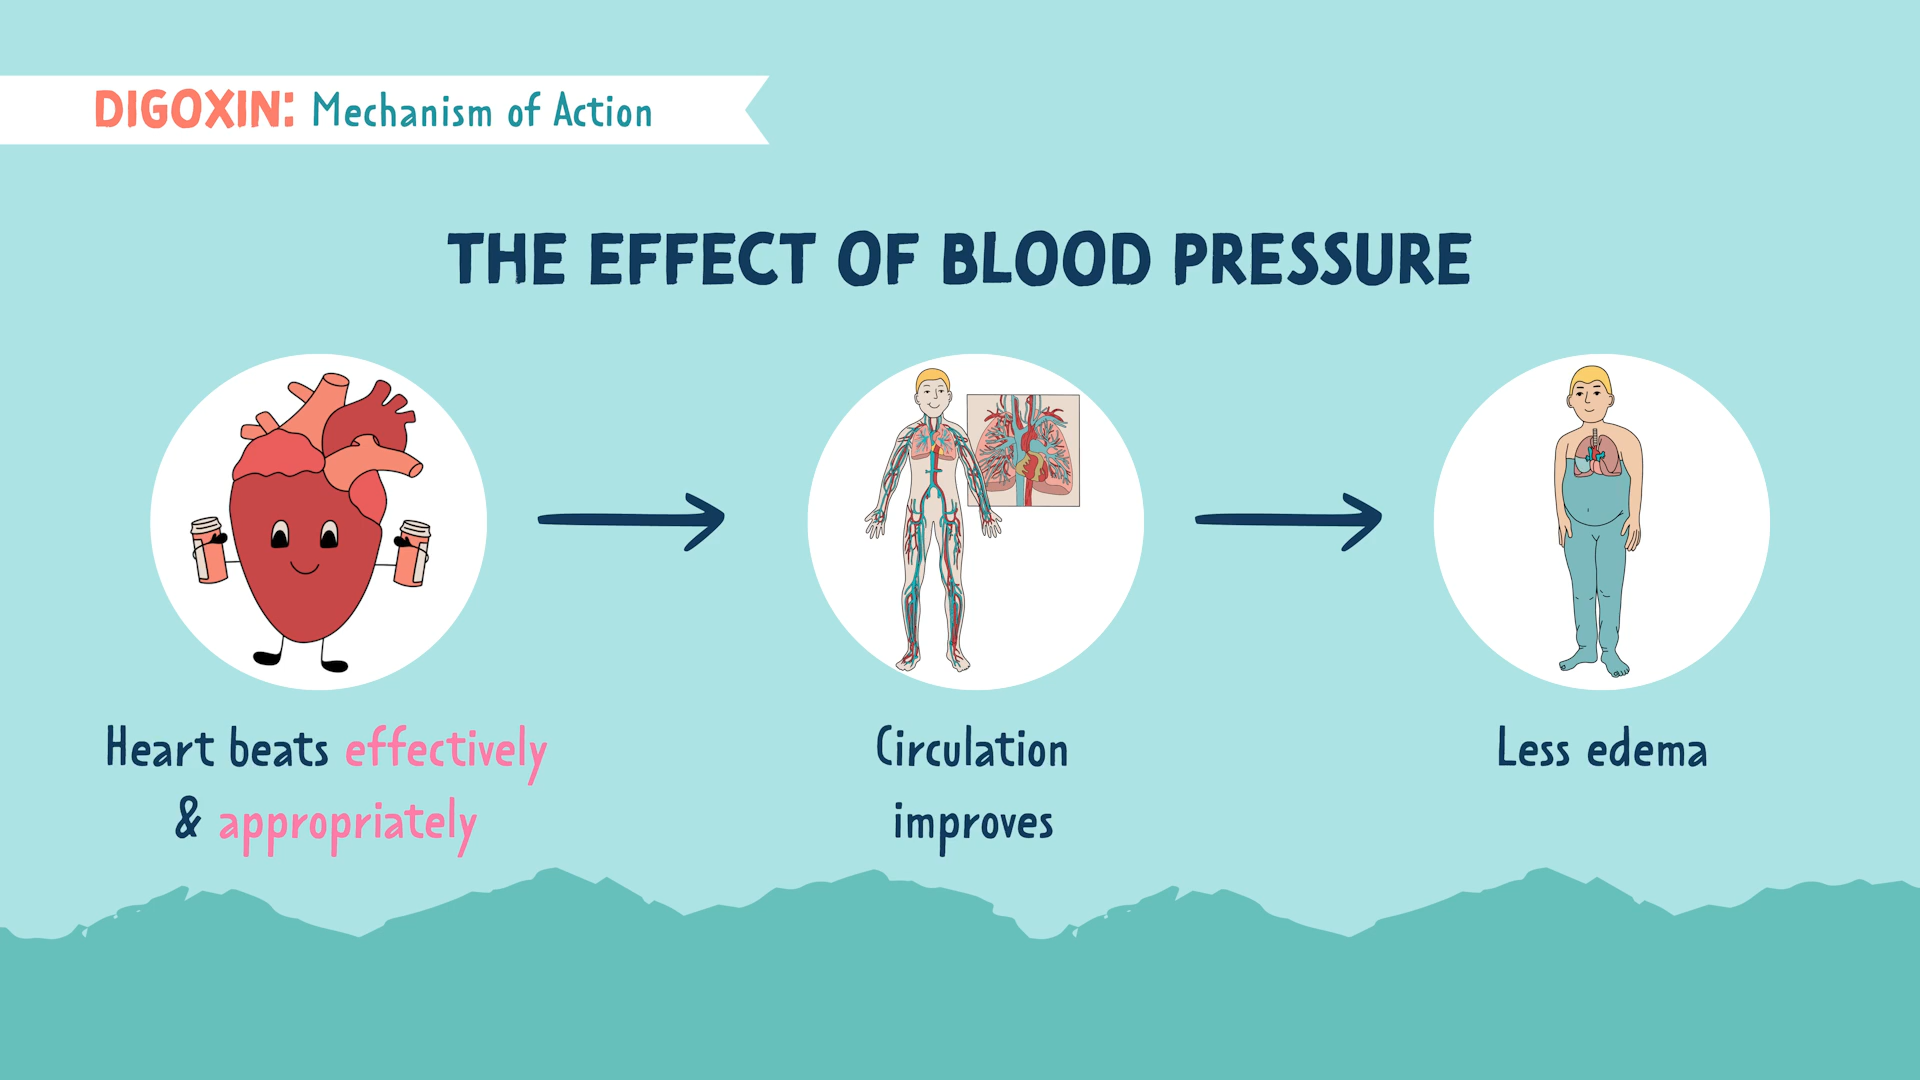 DIGOXIN: Mechanism of Action
THE EFFECT OF BLOOD PRESSURE
Heart beats effectively
& appropriately
Circulation
improves
Less edema